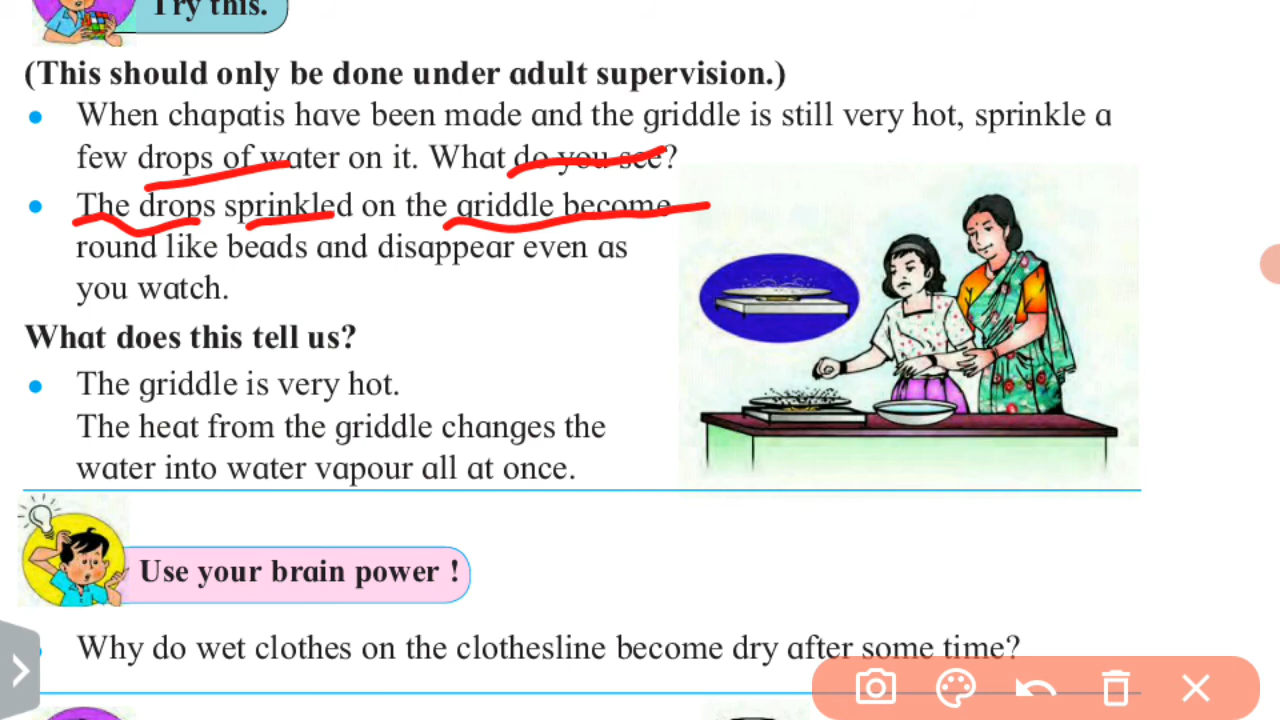 Try this.
(This should only be done under adult supervision.)
When chapatis have been made and the griddle is still very hot, sprinkle a
few drops of water on it. What do you see?
The drops sprinkled on the griddle become
round like beads and disappear even as
you watch.
What does this tell us?
The griddle is very hot.
The heat from the griddle changes the
water into water vapour all at once.
Use your brain power !
Why do wet clothes on the clothesline become dry after some time?